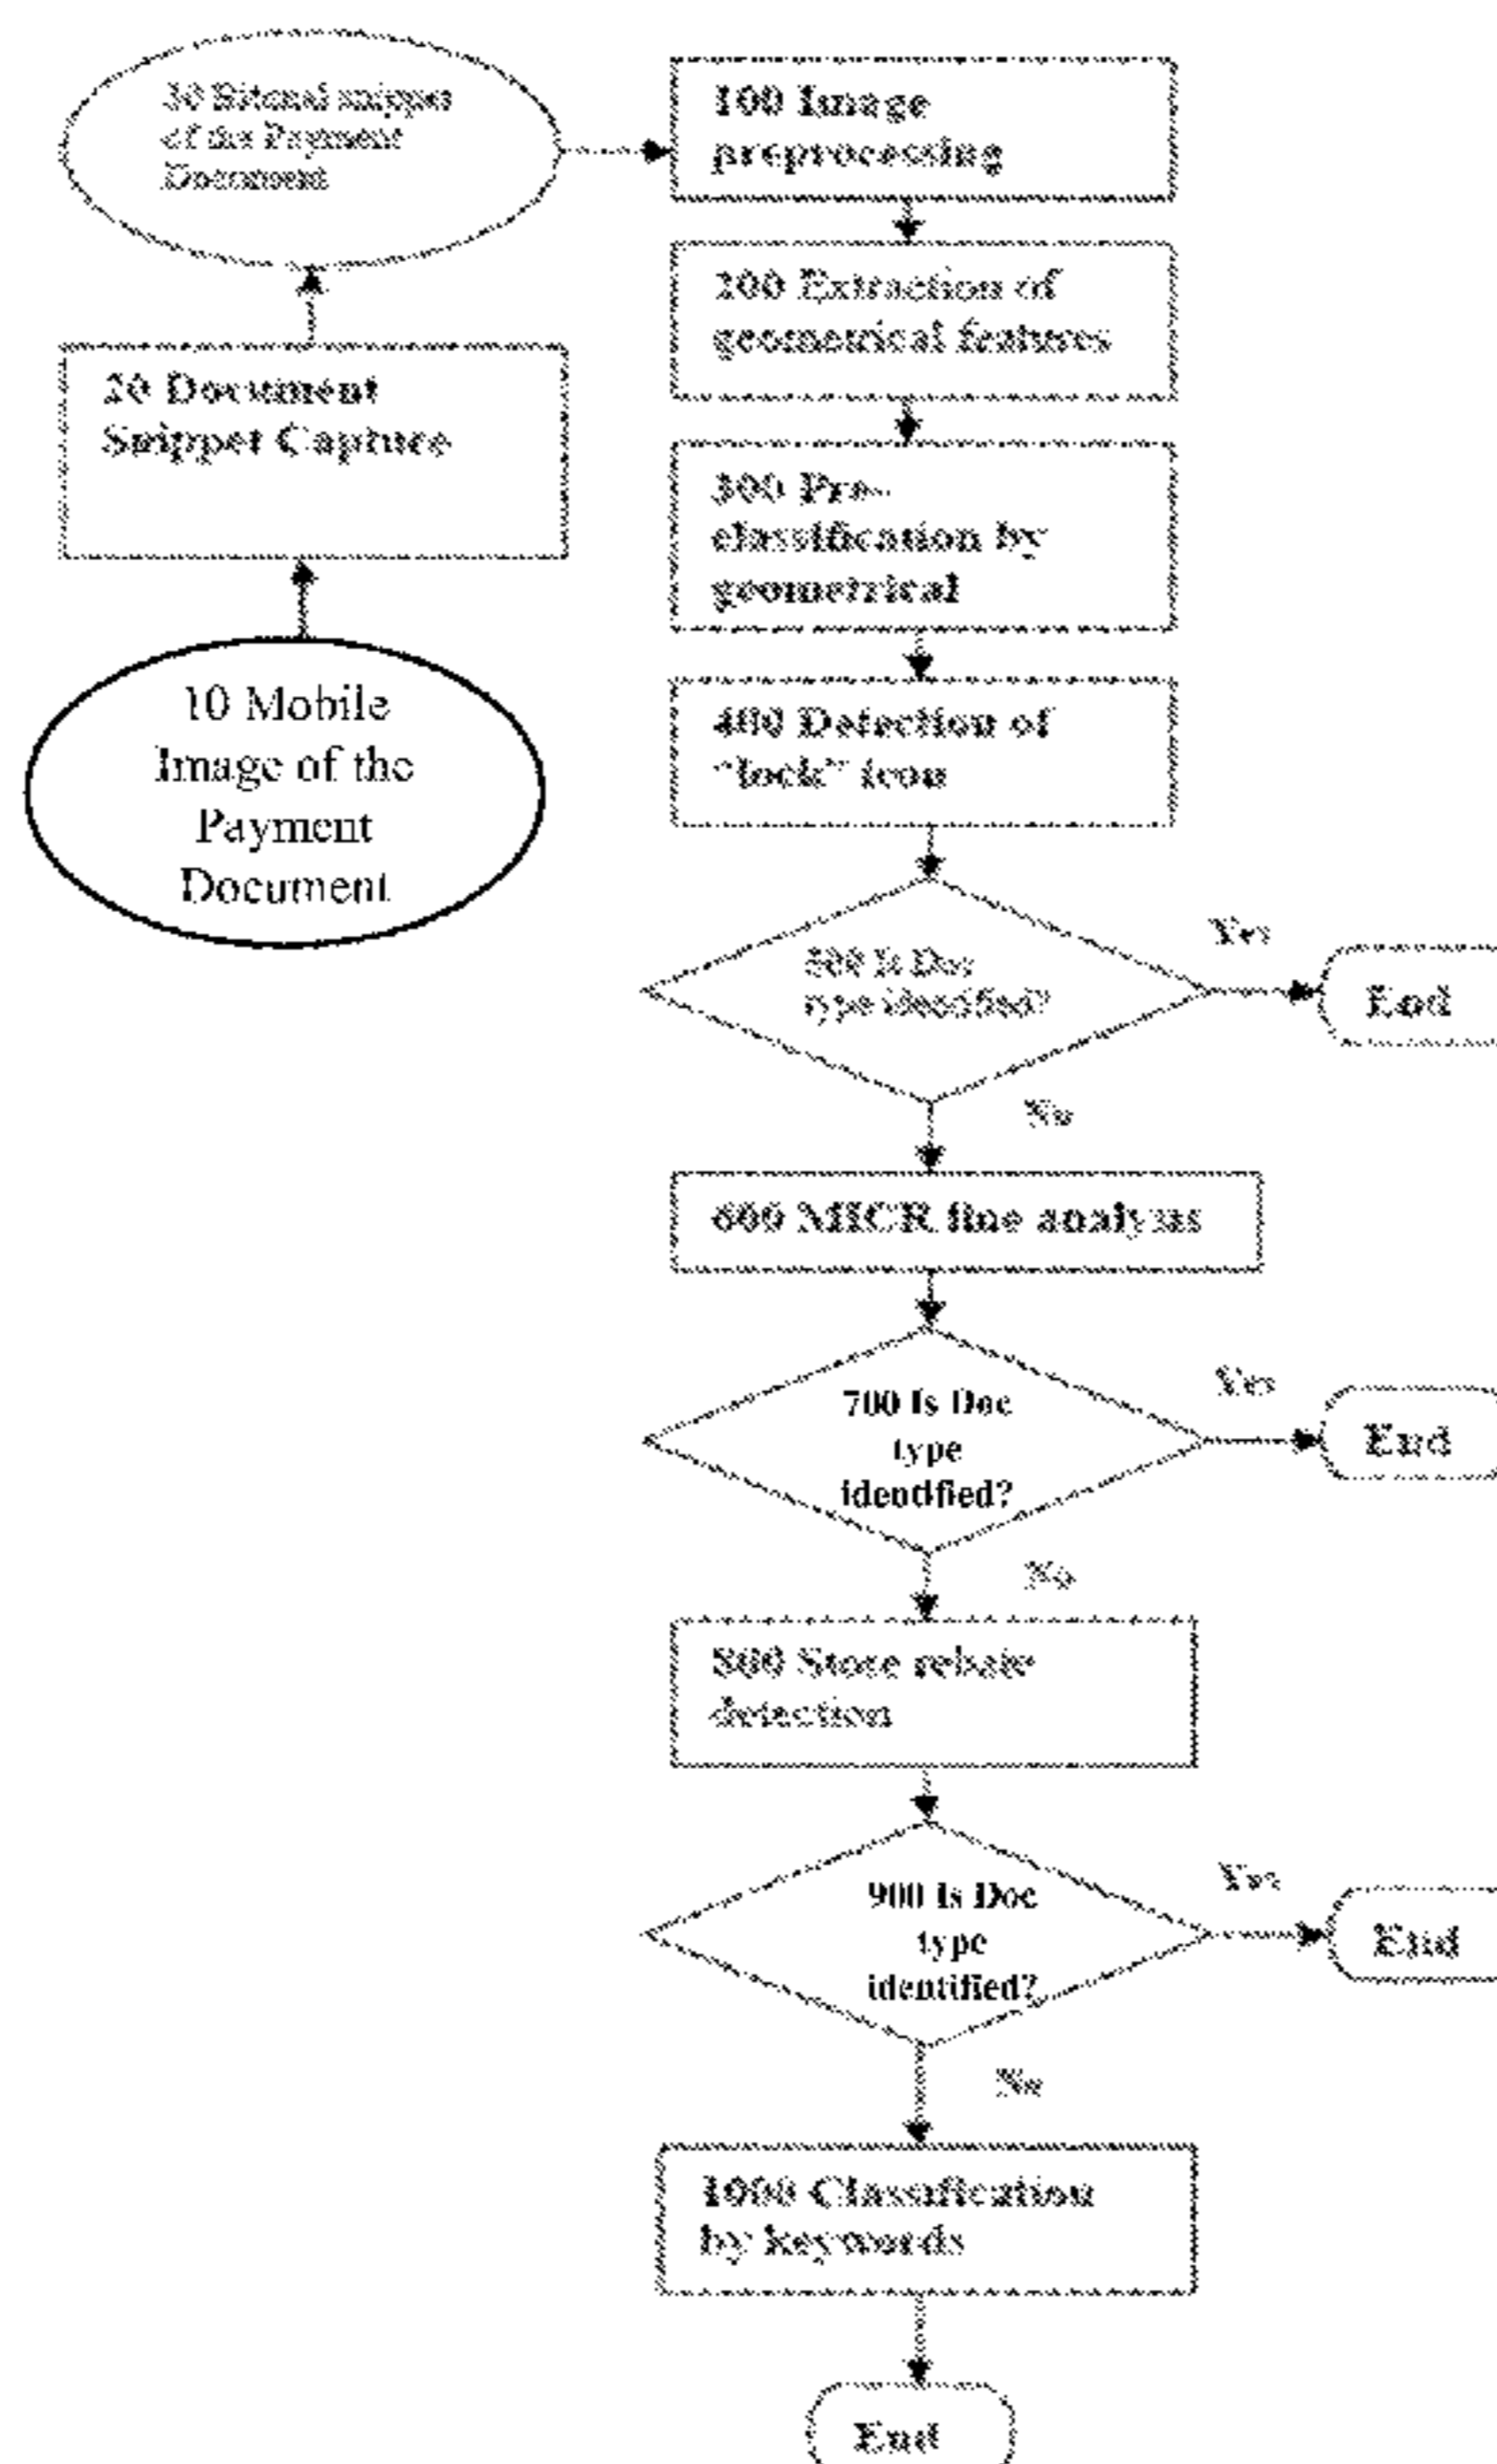 30 Bitonal snippet
of the Payment
Document
20 Document
Snippet Capture
10 Mobile
Image of the
Payment
Document
100 Image
preprocessing
200 Extraction of
geometrical features
300 Pre-
classification by
geometrical
400 Detection of
"lock" icon
500 Is Doc
type identified?
Yes
End
No
600 MICR line analysis
700 Is Doc
type
identified?
Yes
End
No
800 Store rebate
detection
900 Is Doc
type
identified?
Yes
End
No
1000 Classification
by keywords
End